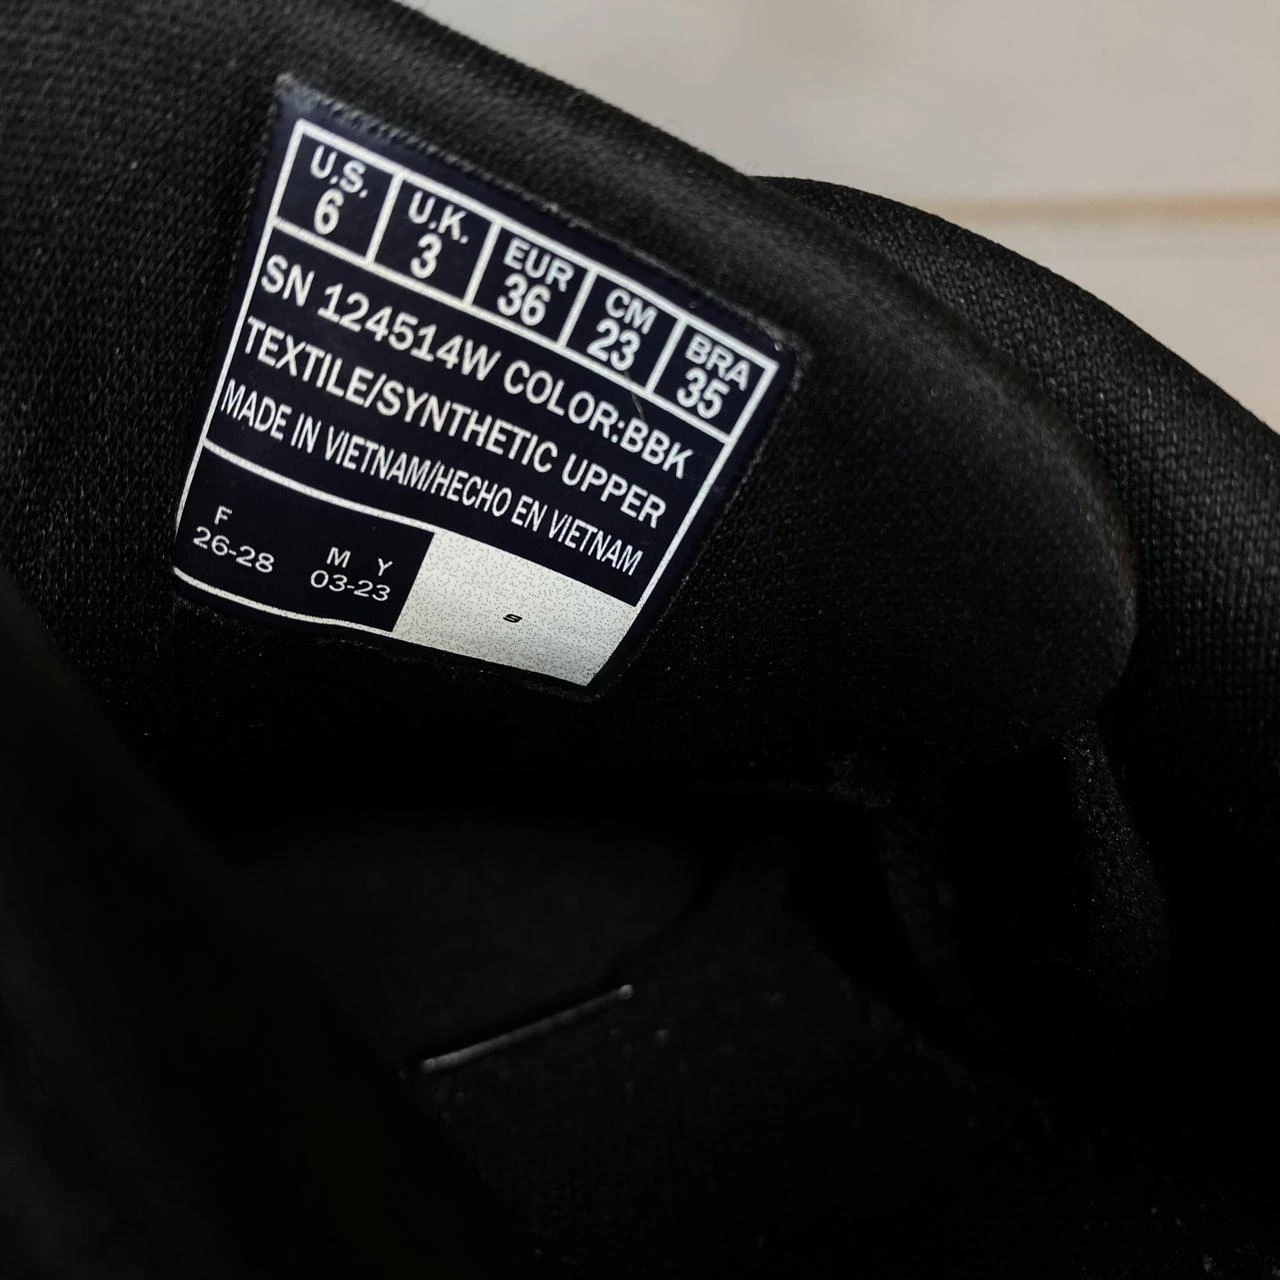 U.S. U.K. EUR CM BRA
6 3 36 23 35
SN 124514W COLOR:BBK
TEXTILE/SYNTHETIC UPPER
MADE IN VIETNAM/HECHO EN VIETNAM
F M Y
26-28 03-23